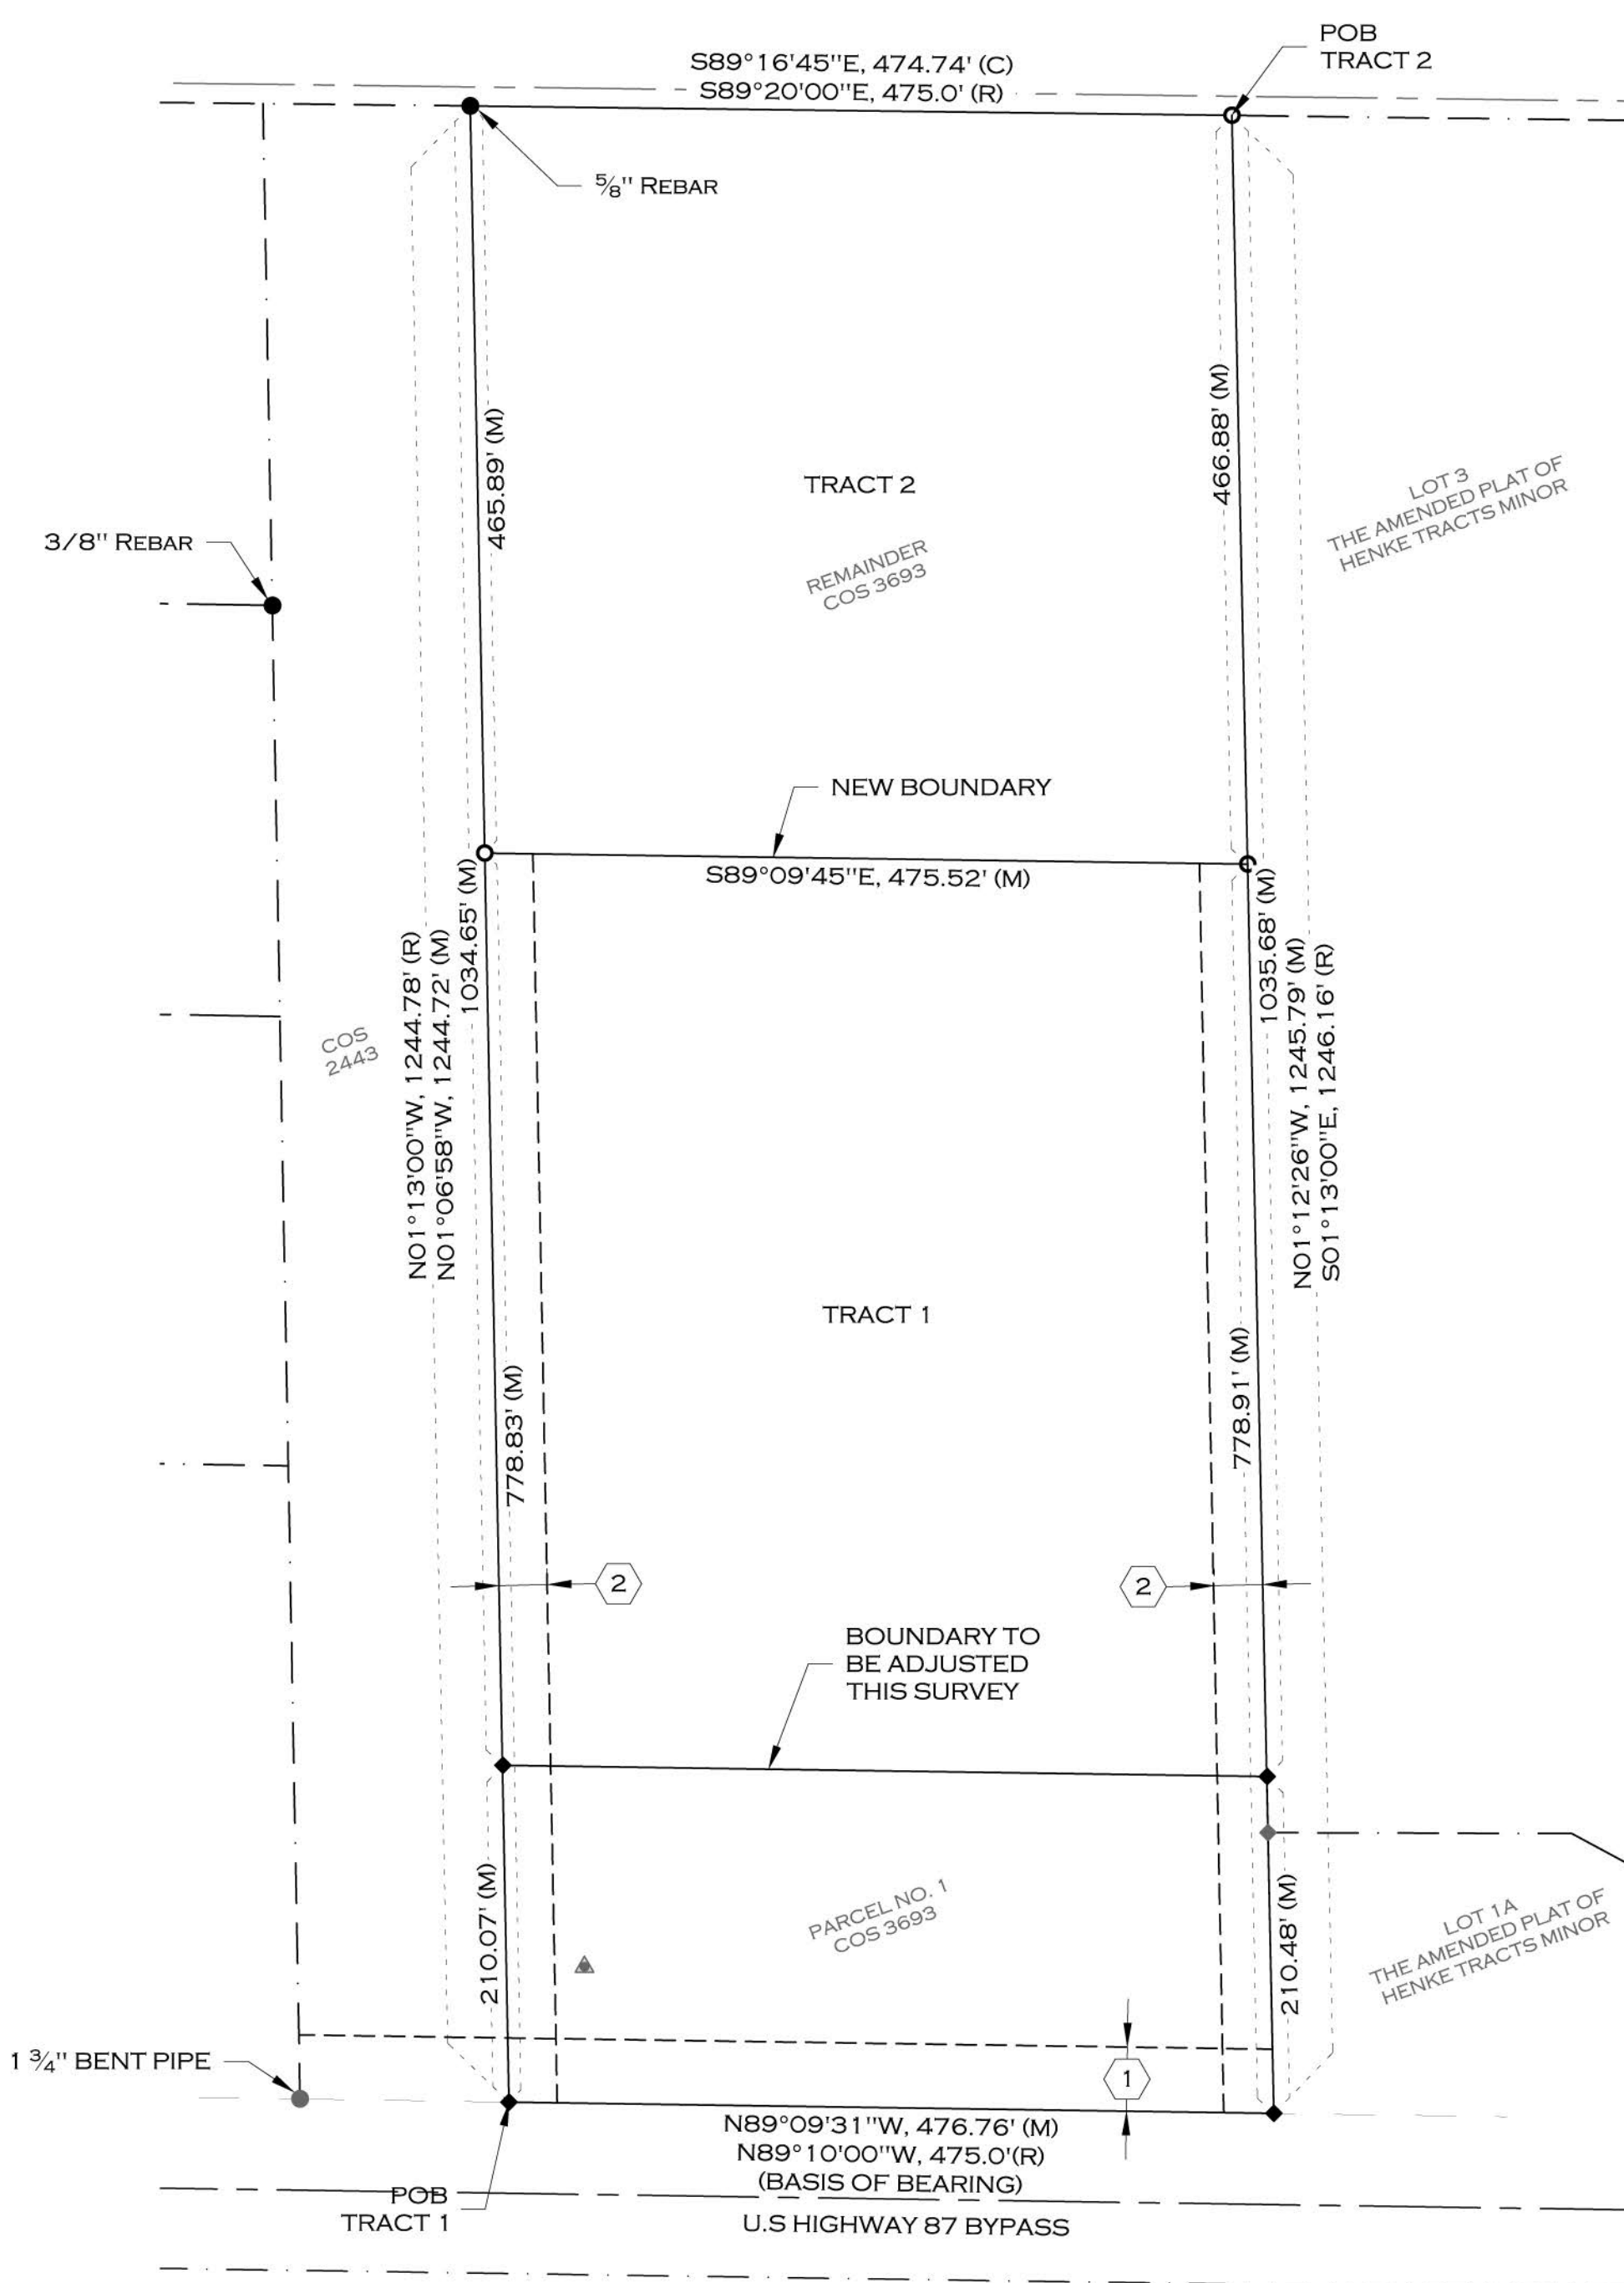 POB
TRACT 2
S89°16'45"E, 474.74' (C)
S89°20'00"E, 475.0' (R)
⅝" REBAR
465.89' (M)
466.88' (M)
TRACT 2
REMAINDER
COS 3693
LOT 3
THE AMENDED PLAT OF
HENKE TRACTS MINOR
3/8" REBAR
NEW BOUNDARY
S89°09'45"E, 475.52' (M)
N01°13'00"W, 1244.78' (R)
N01°06'58"W, 1244.72' (M)
1034.65' (M)
1035.68' (M)
N01°12'26"W, 1245.79' (M)
S01°13'00"E, 1246.16' (R)
COS
2443
TRACT 1
778.83' (M)
778.91' (M)
2
2
BOUNDARY TO
BE ADJUSTED
THIS SURVEY
210.07' (M)
PARCEL NO. 1
COS 3693
210.48' (M)
LOT 1A
THE AMENDED PLAT OF
HENKE TRACTS MINOR
1 ¾" BENT PIPE
1
N89°09'31"W, 476.76' (M)
N89°10'00"W, 475.0'(R)
(BASIS OF BEARING)
POB
TRACT 1
U.S HIGHWAY 87 BYPASS